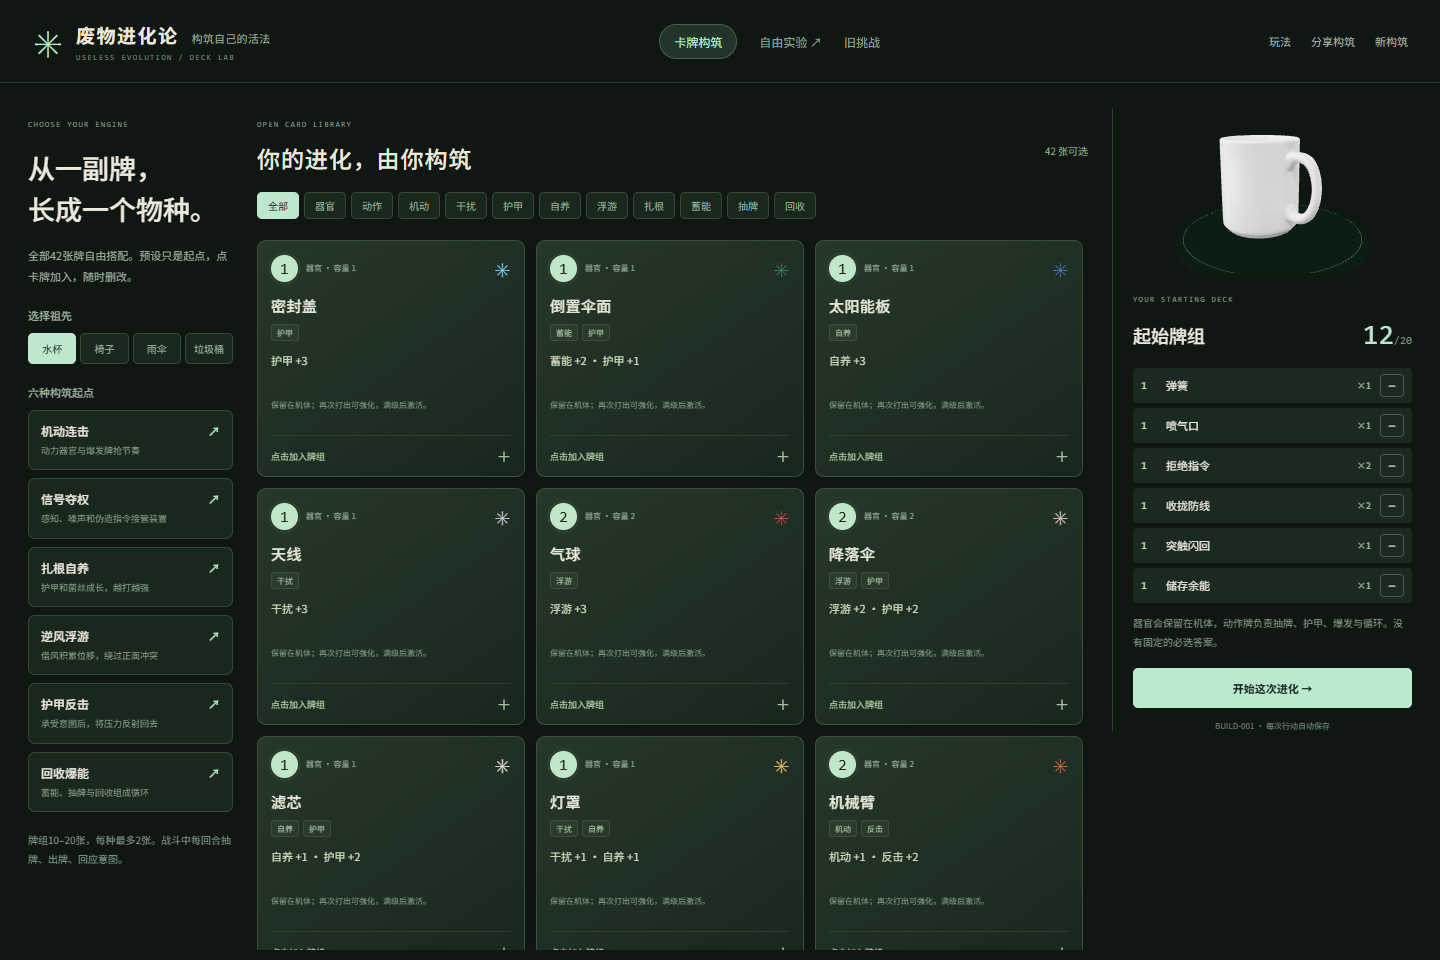 废物进化论 构筑自己的活法
USELESS EVOLUTION / DECK LAB
卡牌构筑 自由实验 ↗ 旧挑战
玩法 分享构筑 新构筑
CHOOSE YOUR ENGINE
从一副牌，
长成一个物种。
全部42张牌自由搭配。预设只是起点，点
卡牌加入，随时删改。
选择祖先
水杯 椅子 雨伞 垃圾桶
六种构筑起点
机动连击 ↗
动力器官与爆发牌抢节奏
信号夺权 ↗
感知、噪声和伪造指令接管装置
扎根自养 ↗
护甲和菌丝成长，越打越强
逆风浮游 ↗
借风积累位移，绕过正面冲突
护甲反击 ↗
承受意图后，将压力反射回去
回收爆能 ↗
蓄能、抽牌与回收组成循环
牌组10–20张，每种最多2张。战斗中每回合抽
牌、出牌、回应意图。
OPEN CARD LIBRARY
你的进化，由你构筑
42 张可选
全部 器官 动作 机动 干扰 护甲 自养 浮游 扎根 蓄能 抽牌 回收
1 器官 · 容量 1
密封盖
护甲
护甲 +3
保留在机体；再次打出可强化，满级后激活。
点击加入牌组 +
1 器官 · 容量 1
倒置伞面
蓄能 护甲
蓄能 +2 · 护甲 +1
保留在机体；再次打出可强化，满级后激活。
点击加入牌组 +
1 器官 · 容量 1
太阳能板
自养
自养 +3
保留在机体；再次打出可强化，满级后激活。
点击加入牌组 +
1 器官 · 容量 1
天线
干扰
干扰 +3
保留在机体；再次打出可强化，满级后激活。
点击加入牌组 +
2 器官 · 容量 2
气球
浮游
浮游 +3
保留在机体；再次打出可强化，满级后激活。
点击加入牌组 +
2 器官 · 容量 2
降落伞
浮游 护甲
浮游 +2 · 护甲 +2
保留在机体；再次打出可强化，满级后激活。
点击加入牌组 +
1 器官 · 容量 1
滤芯
自养 护甲
自养 +1 · 护甲 +2
保留在机体；再次打出可强化，满级后激活。
1 器官 · 容量 1
灯罩
干扰 自养
干扰 +1 · 自养 +1
保留在机体；再次打出可强化，满级后激活。
2 器官 · 容量 2
机械臂
机动 反击
机动 +1 · 反击 +2
保留在机体；再次打出可强化，满级后激活。
YOUR STARTING DECK
起始牌组 12/20
1 弹簧 ×1 −
1 喷气口 ×1 −
1 拒绝指令 ×2 −
1 收拢防线 ×2 −
1 突触闪回 ×1 −
1 储存余能 ×1 −
器官会保留在机体，动作牌负责抽牌、护甲、爆发与循环。没
有固定的必选答案。
开始这次进化 →
BUILD-001 · 每次行动自动保存